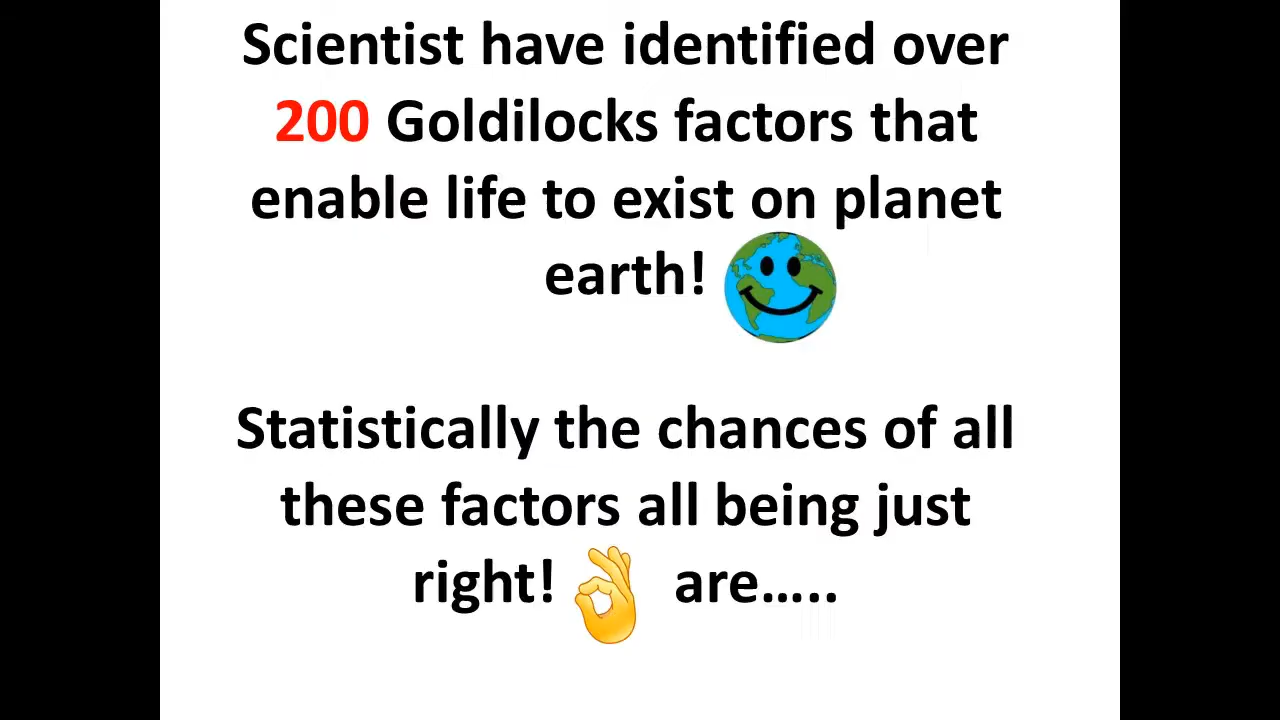 Scientist have identified over
200 Goldilocks factors that
enable life to exist on planet
earth!
Statistically the chances of all
these factors all being just
right! are.....